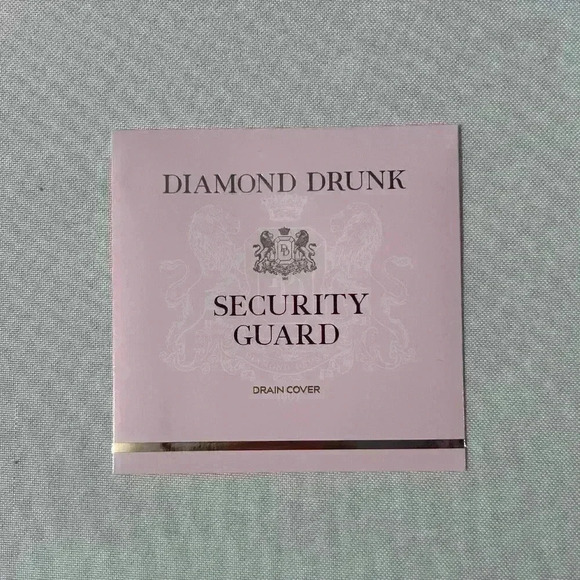 DIAMOND DRUNK
SECURITY
GUARD
DRAIN COVER